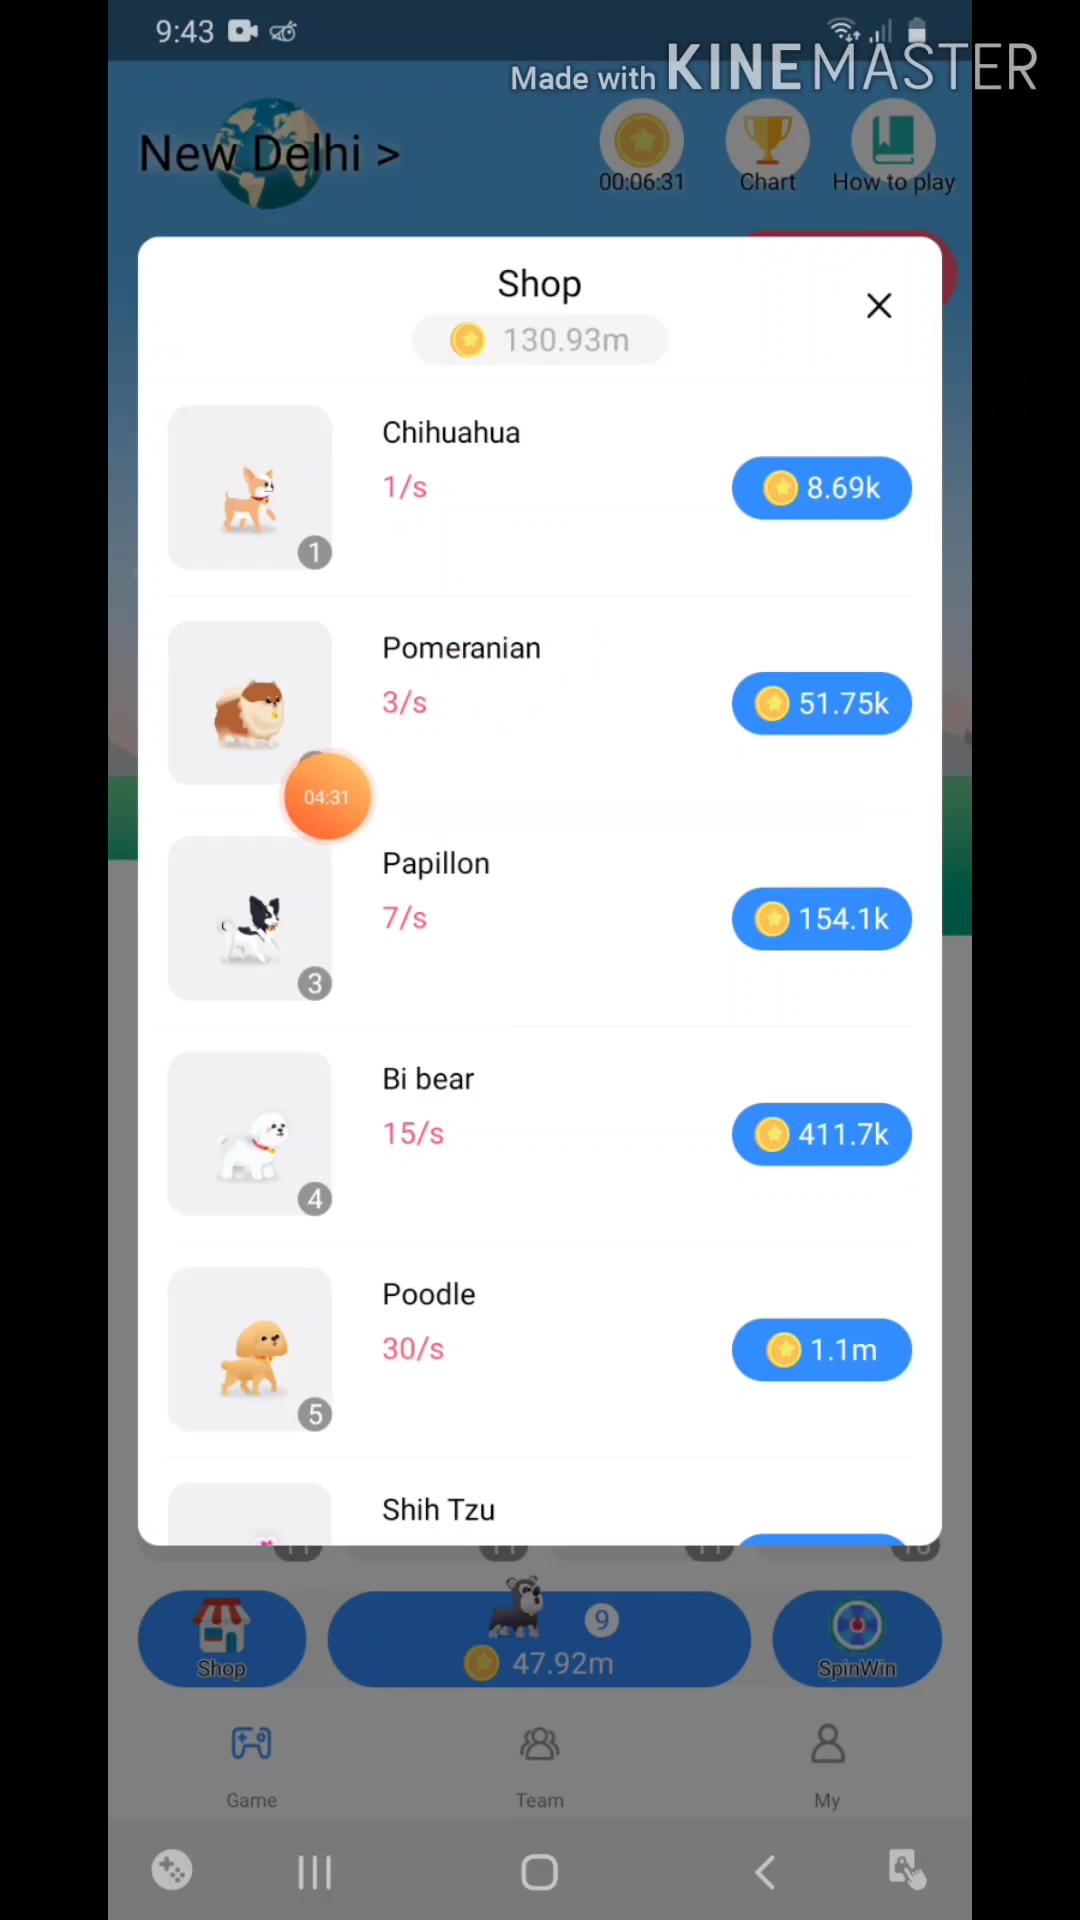 9:43
Made with KINEMASTER
New Delhi >
00:06:31
Chart
How to play
Shop
130.93m
Chihuahua
1/s
8.69k
1
Pomeranian
3/s
51.75k
04:31
Papillon
7/s
154.1k
3
Bi bear
15/s
411.7k
4
Poodle
30/s
1.1m
5
Shih Tzu
9
Shop
47.92m
SpinWin
Game
Team
My